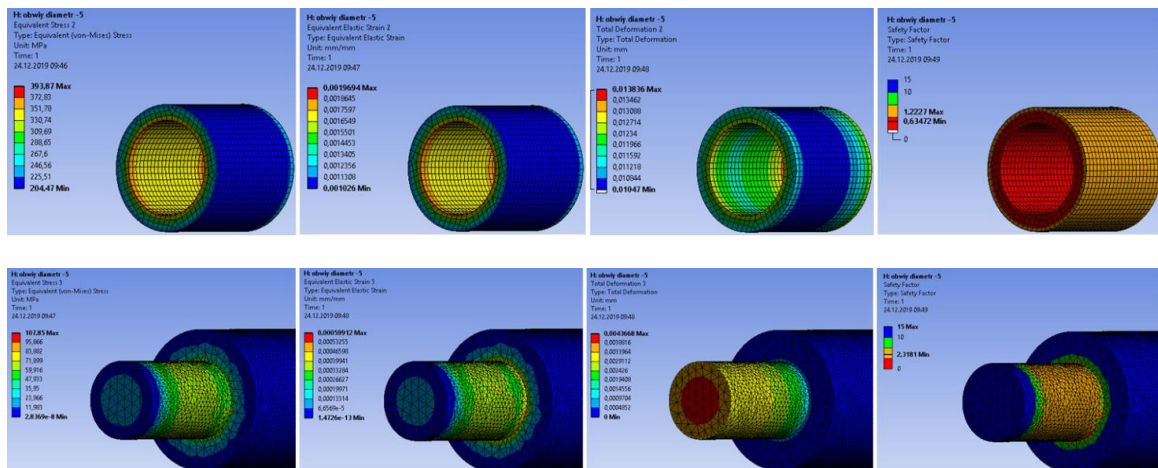 H: obwiy diametr -5
Equivalent Stress 2
Type: Equivalent (von-Mises) Stress
Unit: MPa
Time: 1
24.12.2019 09:46
393,87 Max
372,83
351,78
330,74
309,69
288,65
267,6
246,56
225,51
204,47 Min
H: obwiy diametr -5
Equivalent Elastic Strain 2
Type: Equivalent Elastic Strain
Unit: mm/mm
Time: 1
24.12.2019 09:47
0,0019694 Max
0,0018645
0,0017597
0,0016549
0,0015501
0,0014453
0,0013405
0,0012356
0,0011308
0,001026 Min
H: obwiy diametr -5
Total Deformation 2
Type: Total Deformation
Unit: mm
Time: 1
24.12.2019 09:48
0,013836 Max
0,013462
0,013088
0,012714
0,01234
0,011966
0,011592
0,011218
0,010844
0,01047 Min
H: obwiy diametr -5
Safety Factor
Type: Safety Factor
Time: 1
24.12.2019 09:49
15
10
1,2227 Max
0,63472 Min
0
H: obwiy diametr -5
Equivalent Stress 3
Type: Equivalent (von-Mises) Stress
Unit: MPa
Time: 1
24.12.2019 09:47
107,85 Max
95,866
83,882
71,899
59,916
47,933
35,95
23,966
11,983
2,8369e-8 Min
H: obwiy diametr -5
Equivalent Elastic Strain 3
Type: Equivalent Elastic Strain
Unit: mm/mm
Time: 1
24.12.2019 09:48
0,00059912 Max
0,00053255
0,00046598
0,00039941
0,00033284
0,00026627
0,00019971
0,00013314
6,6569e-5
1,4726e-13 Min
H: obwiy diametr -5
Total Deformation 3
Type: Total Deformation
Unit: mm
Time: 1
24.12.2019 09:48
0,0043668 Max
0,0038816
0,0033964
0,0029112
0,002426
0,0019408
0,0014556
0,0009704
0,0004852
0 Min
H: obwiy diametr -5
Safety Factor
Type: Safety Factor
Time: 1
24.12.2019 09:49
15 Max
10
2,3181 Min
0